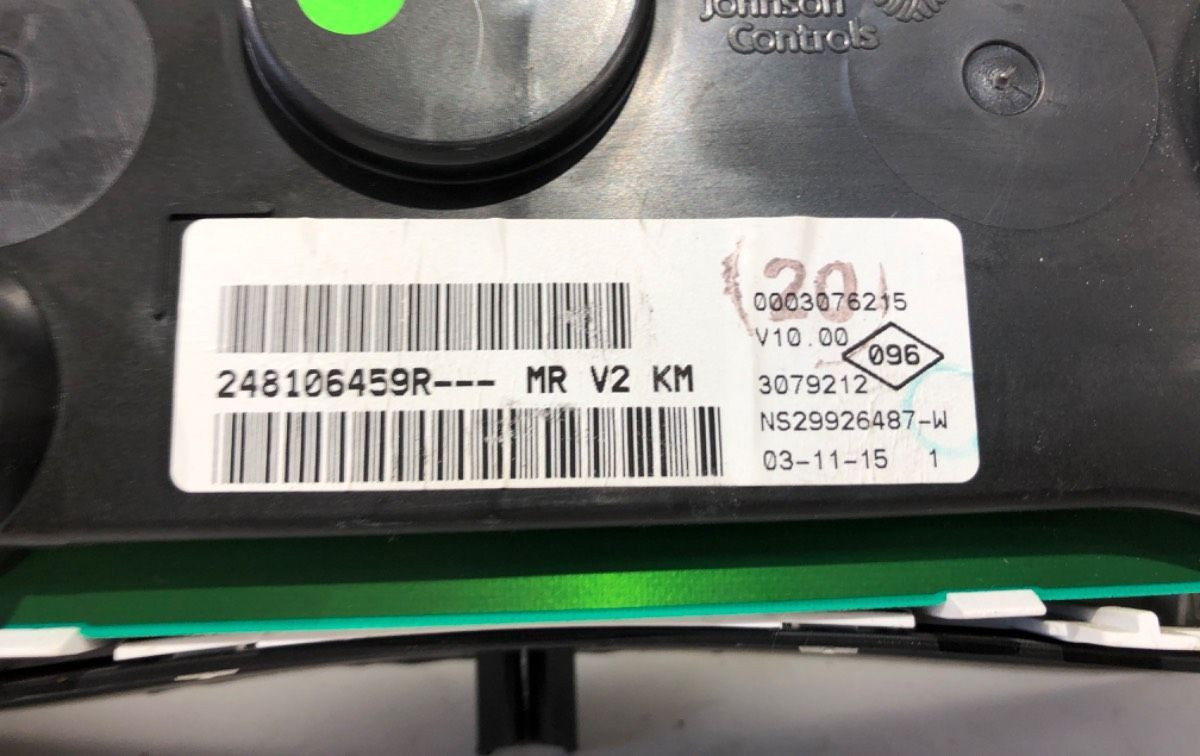 Johnson
Controls
(20)
0003076215
V10.00
096
248106459R--- MR V2 KM
3079212
NS29926487-W
03-11-15 1